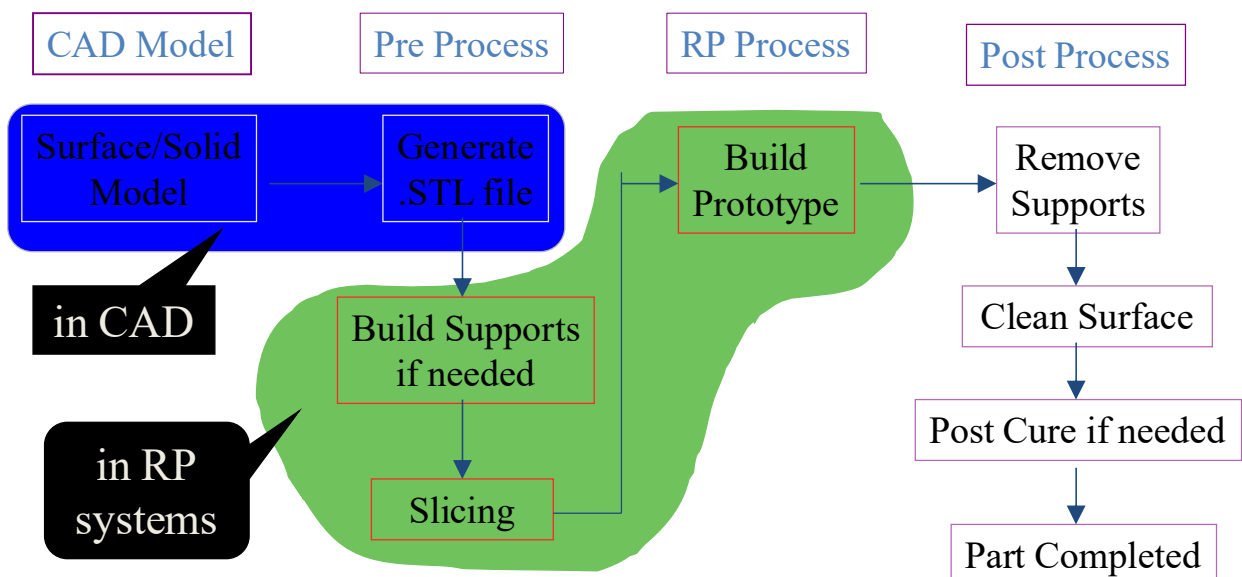 CAD Model
Pre Process
RP Process
Post Process
Surface/Solid
Model
Generate
.STL file
Build
Prototype
Remove
Supports
in CAD
Build Supports
if needed
Clean Surface
in RP
systems
Slicing
Post Cure if needed
Part Completed